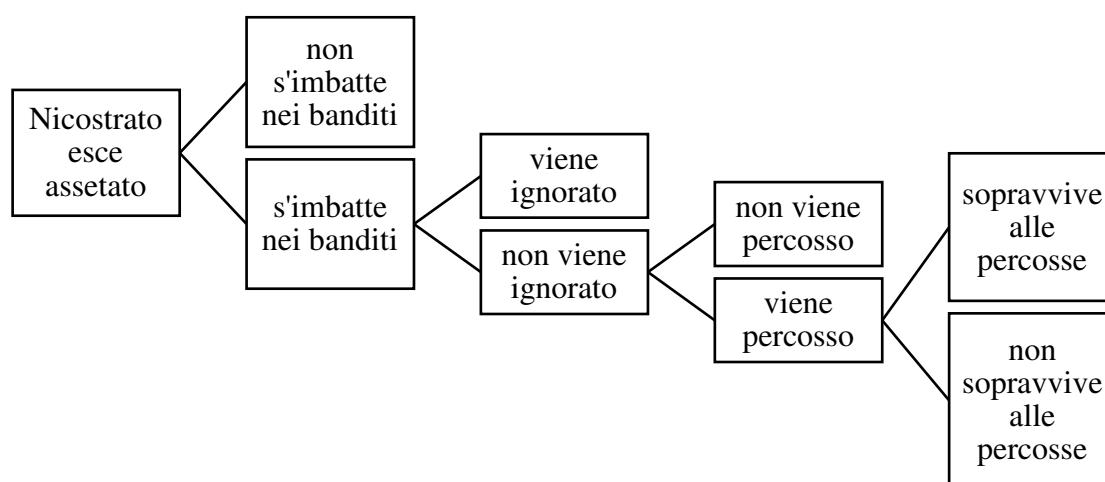 Nicostrato
esce
assetato
non
s'imbatte
nei banditi
s'imbatte
nei banditi
viene
ignorato
non viene
ignorato
non viene
percosso
viene
percosso
sopravvive
alle
percosse
non
sopravvive
alle
percosse